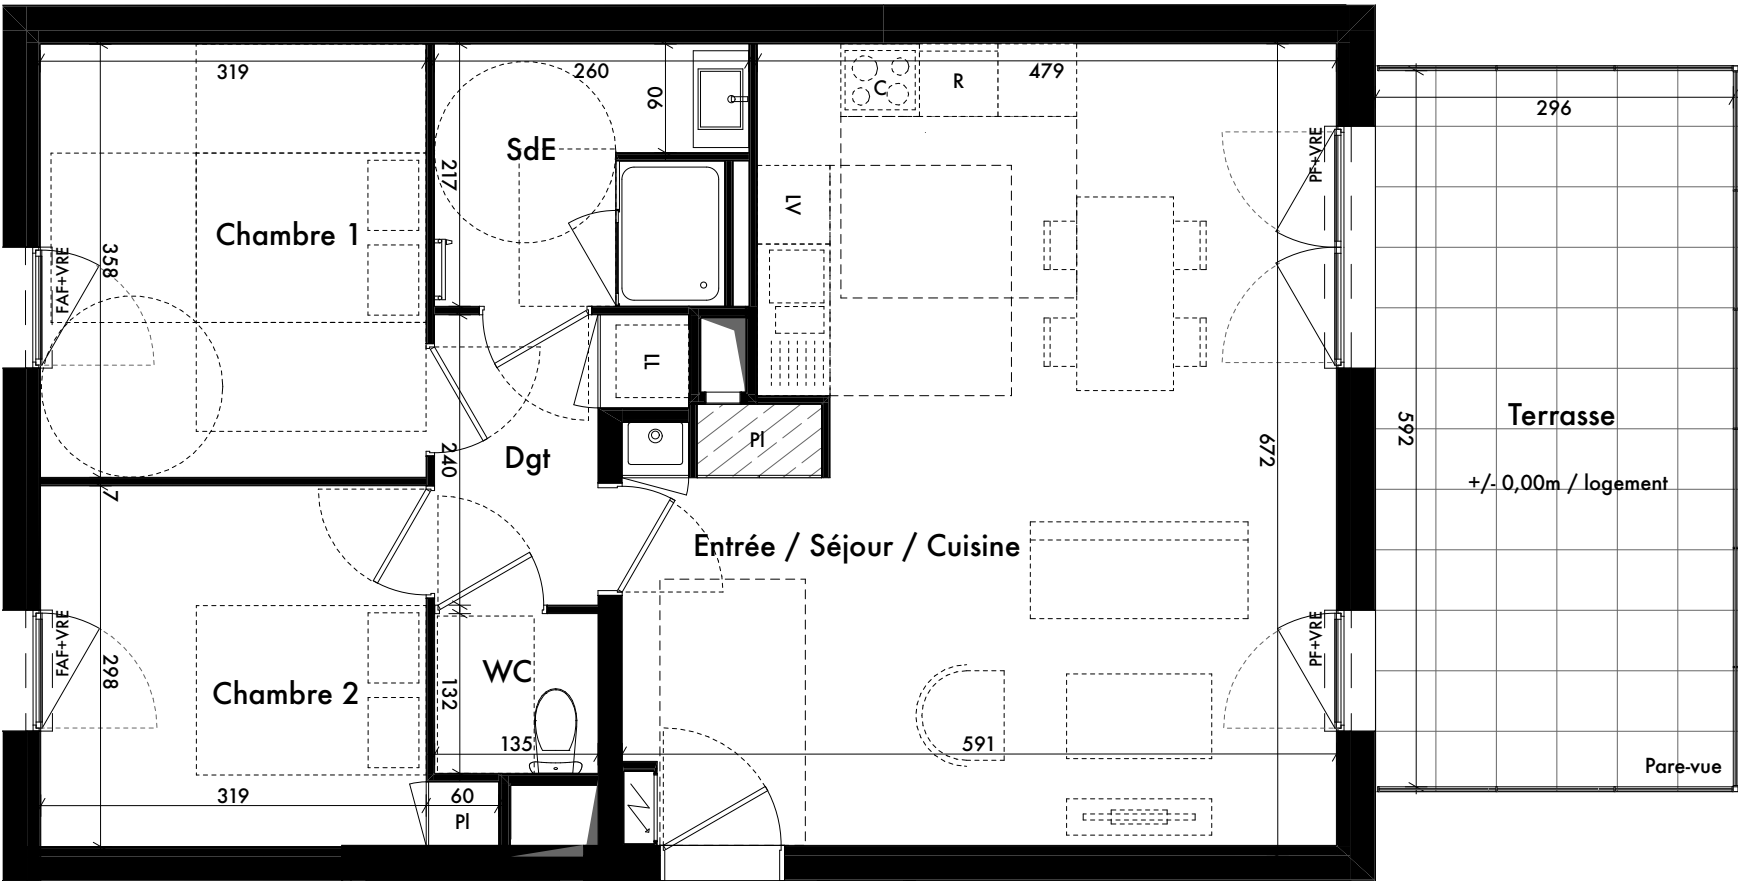 319
260
90
479
C
R
296
PF+VRE
SdE
217
LV
Chambre 1
358
FAF+VRE
LL
Pl
Dgt
240
672
592
Terrasse
+/- 0,00m / logement
7
Entrée / Séjour / Cuisine
FAF+VRE
298
Chambre 2
WC
132
135
591
PF+VRE
Pare-vue
319
60
Pl